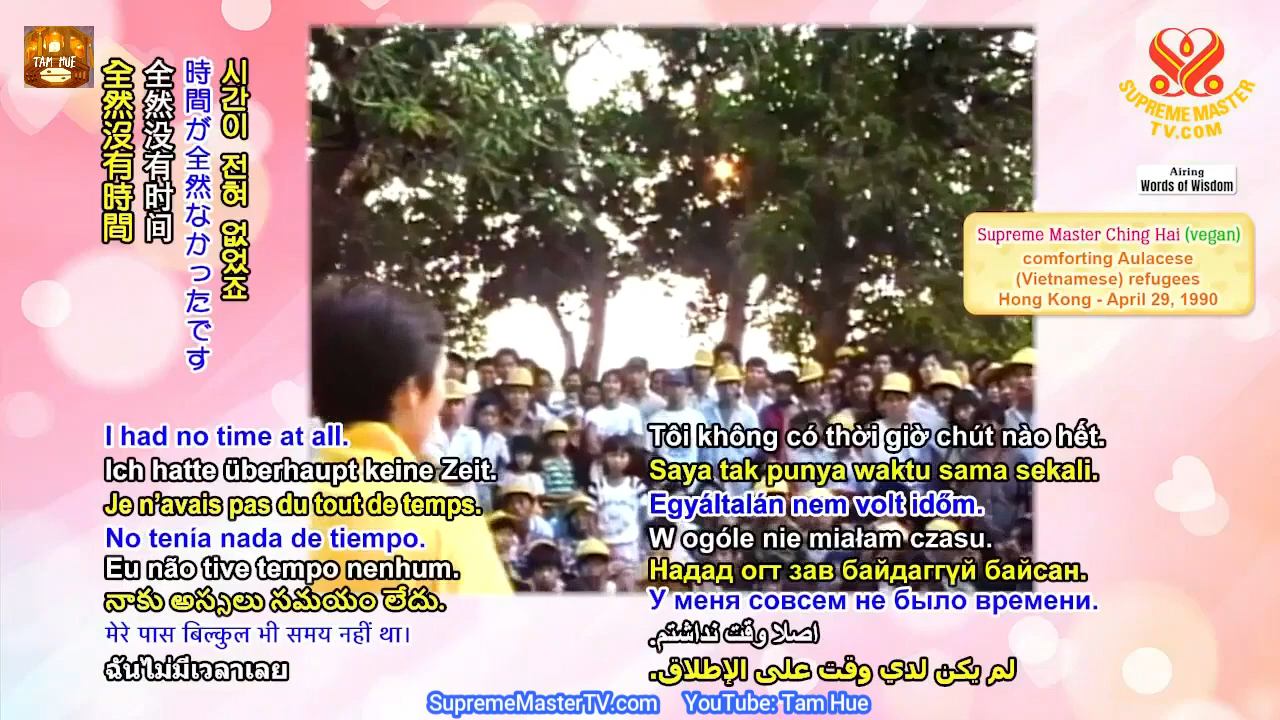 TAM HUE
全然沒有時間
全然没有时间
時間が全然なかったです
시간이 전혀 없었죠
SUPREME MASTER
TV.COM
Airing
Words of Wisdom
Supreme Master Ching Hai (vegan)
comforting Aulacese
(Vietnamese) refugees
Hong Kong - April 29, 1990
I had no time at all.
Ich hatte überhaupt keine Zeit.
Je n’avais pas du tout de temps.
No tenía nada de tiempo.
Eu não tive tempo nenhum.
నాకు అస్సలు సమయం లేదు.
मेरे पास बिल्कुल भी समय नहीं था।
ฉันไม่มีเวลาเลย
Tôi không có thời giờ chút nào hết.
Saya tak punya waktu sama sekali.
Egyáltalán nem volt időm.
W ogóle nie miałam czasu.
Надад огт зав байдаггүй байсан.
У меня совсем не было времени.
اصلا وقت نداشتم.
لم يكن لدي وقت على الإطلاق.
SupremeMasterTV.com YouTube: Tam Hue